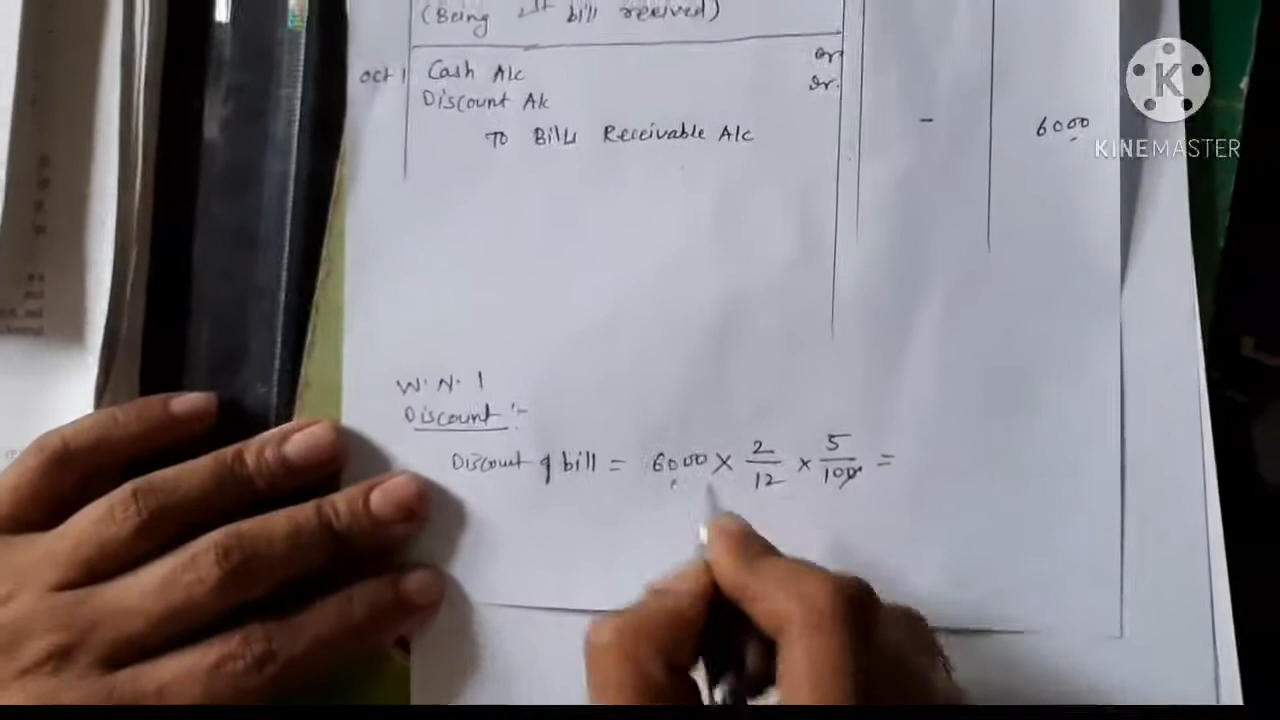 (Being bill received)
Oct 1 Cash A/c Dr
Discount A/c Dr.
To Bills Receivable A/c - 6000
K
KINEMASTER
W.N. 1
Discount :-
Discount of bill = 6000 × 2/12 × 5/100 =